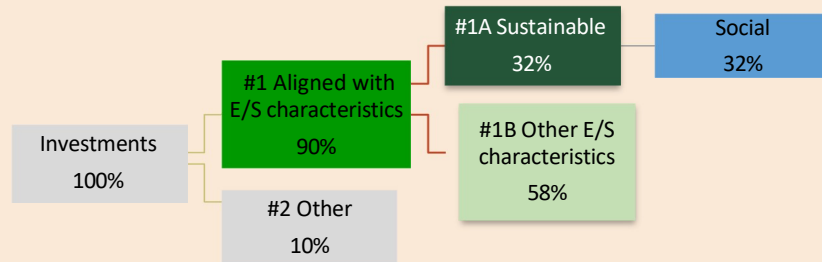 Investments
100%
#1 Aligned with
E/S characteristics
90%
#2 Other
10%
#1A Sustainable
32%
#1B Other E/S
characteristics
58%
Social
32%